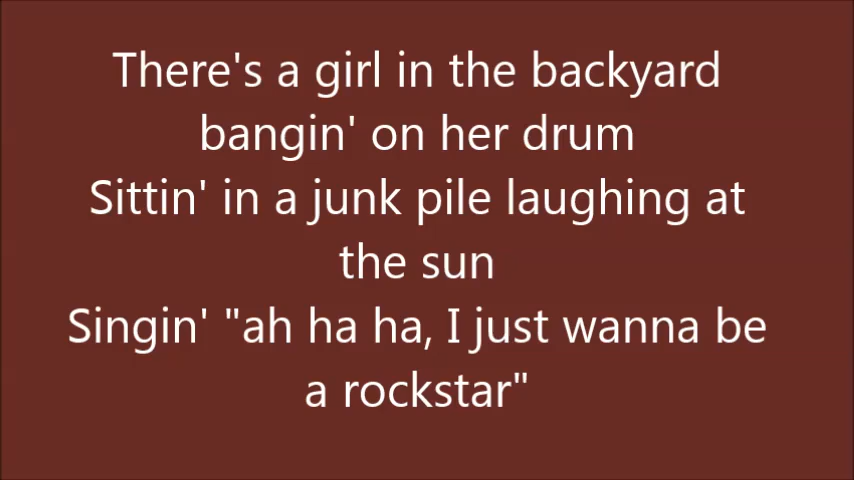 There's a girl in the backyard
bangin' on her drum
Sittin' in a junk pile laughing at
the sun
Singin' "ah ha ha, I just wanna be
a rockstar"